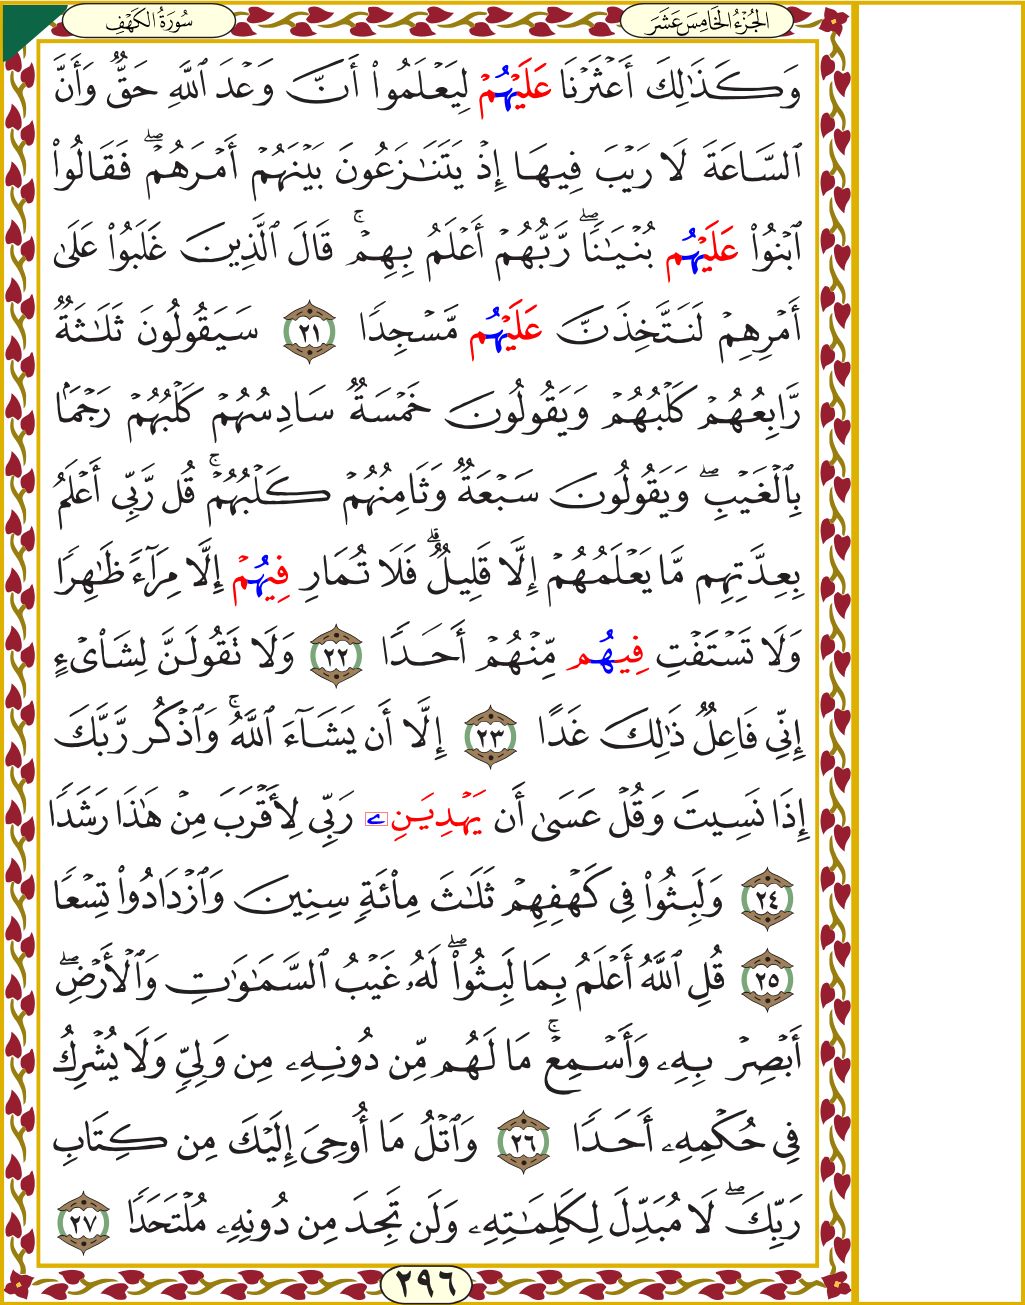 الجُزْءُ الخَامِسَ عَشَرَ
سُورَةُ الكَهْفِ
وَكَذَٰلِكَ أَعْثَرْنَا عَلَيْهُمْ لِيَعْلَمُوا۟ أَنَّ وَعْدَ ٱللَّهِ حَقٌّ وَأَنَّ
ٱلسَّاعَةَ لَا رَيْبَ فِيهَا إِذْ يَتَنَٰزَعُونَ بَيْنَهُمْ أَمْرَهُمْ ۖ فَقَالُوا۟
ٱبْنُوا۟ عَلَيْهُم بُنْيَٰنًا ۖ رَّبُّهُمْ أَعْلَمُ بِهِمْ ۚ قَالَ ٱلَّذِينَ غَلَبُوا۟ عَلَىٰ
أَمْرِهِمْ لَنَتَّخِذَنَّ عَلَيْهُم مَّسْجِدًا ٢١ سَيَقُولُونَ ثَلَٰثَةٌ
رَّابِعُهُمْ كَلْبُهُمْ وَيَقُولُونَ خَمْسَةٌ سَادِسُهُمْ كَلْبُهُمْ رَجْمًۢا
بِٱلْغَيْبِ ۖ وَيَقُولُونَ سَبْعَةٌ وَثَامِنُهُمْ كَلْبُهُمْ ۚ قُل رَّبِّى أَعْلَمُ
بِعِدَّتِهِم مَّا يَعْلَمُهُمْ إِلَّا قَلِيلٌ ۗ فَلَا تُمَارِ فِيهُمْ إِلَّا مِرَآءً ظَٰهِرًا
وَلَا تَسْتَفْتِ فِيهُم مِّنْهُمْ أَحَدًا ٢٢ وَلَا تَقُولَنَّ لِشَا۟ىْءٍ
إِنِّى فَاعِلٌ ذَٰلِكَ غَدًا ٢٣ إِلَّا أَن يَشَآءَ ٱللَّهُ ۚ وَٱذْكُر رَّبَّكَ
إِذَا نَسِيتَ وَقُلْ عَسَىٰ أَن يَهْدِيَنِۦ رَبِّى لِأَقْرَبَ مِنْ هَٰذَا رَشَدًا
٢٤ وَلَبِثُوا۟ فِى كَهْفِهِمْ ثَلَٰثَ مِا۟ئَةٍ سِنِينَ وَٱزْدَادُوا۟ تِسْعًا
٢٥ قُلِ ٱللَّهُ أَعْلَمُ بِمَا لَبِثُوا۟ ۖ لَهُۥ غَيْبُ ٱلسَّمَٰوَٰتِ وَٱلْأَرْضِ ۖ
أَبْصِرْ بِهِۦ وَأَسْمِعْ ۚ مَا لَهُم مِّن دُونِهِۦ مِن وَلِىٍّ وَلَا يُشْرِكُ
فِى حُكْمِهِۦ أَحَدًا ٢٦ وَٱتْلُ مَا أُوحِىَ إِلَيْكَ مِن كِتَابِ
رَبِّكَ ۖ لَا مُبَدِّلَ لِكَلِمَٰتِهِۦ وَلَن تَجِدَ مِن دُونِهِۦ مُلْتَحَدًا ٢٧
٢٩٦